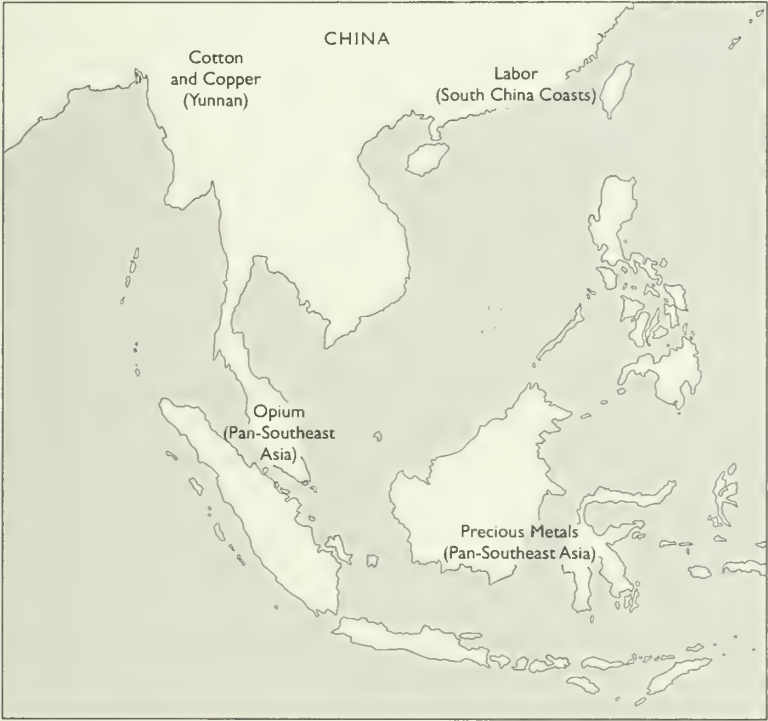 CHINA
Cotton
and Copper
(Yunnan)
Labor
(South China Coasts)
Opium
(Pan-Southeast
Asia)
Precious Metals
(Pan-Southeast Asia)